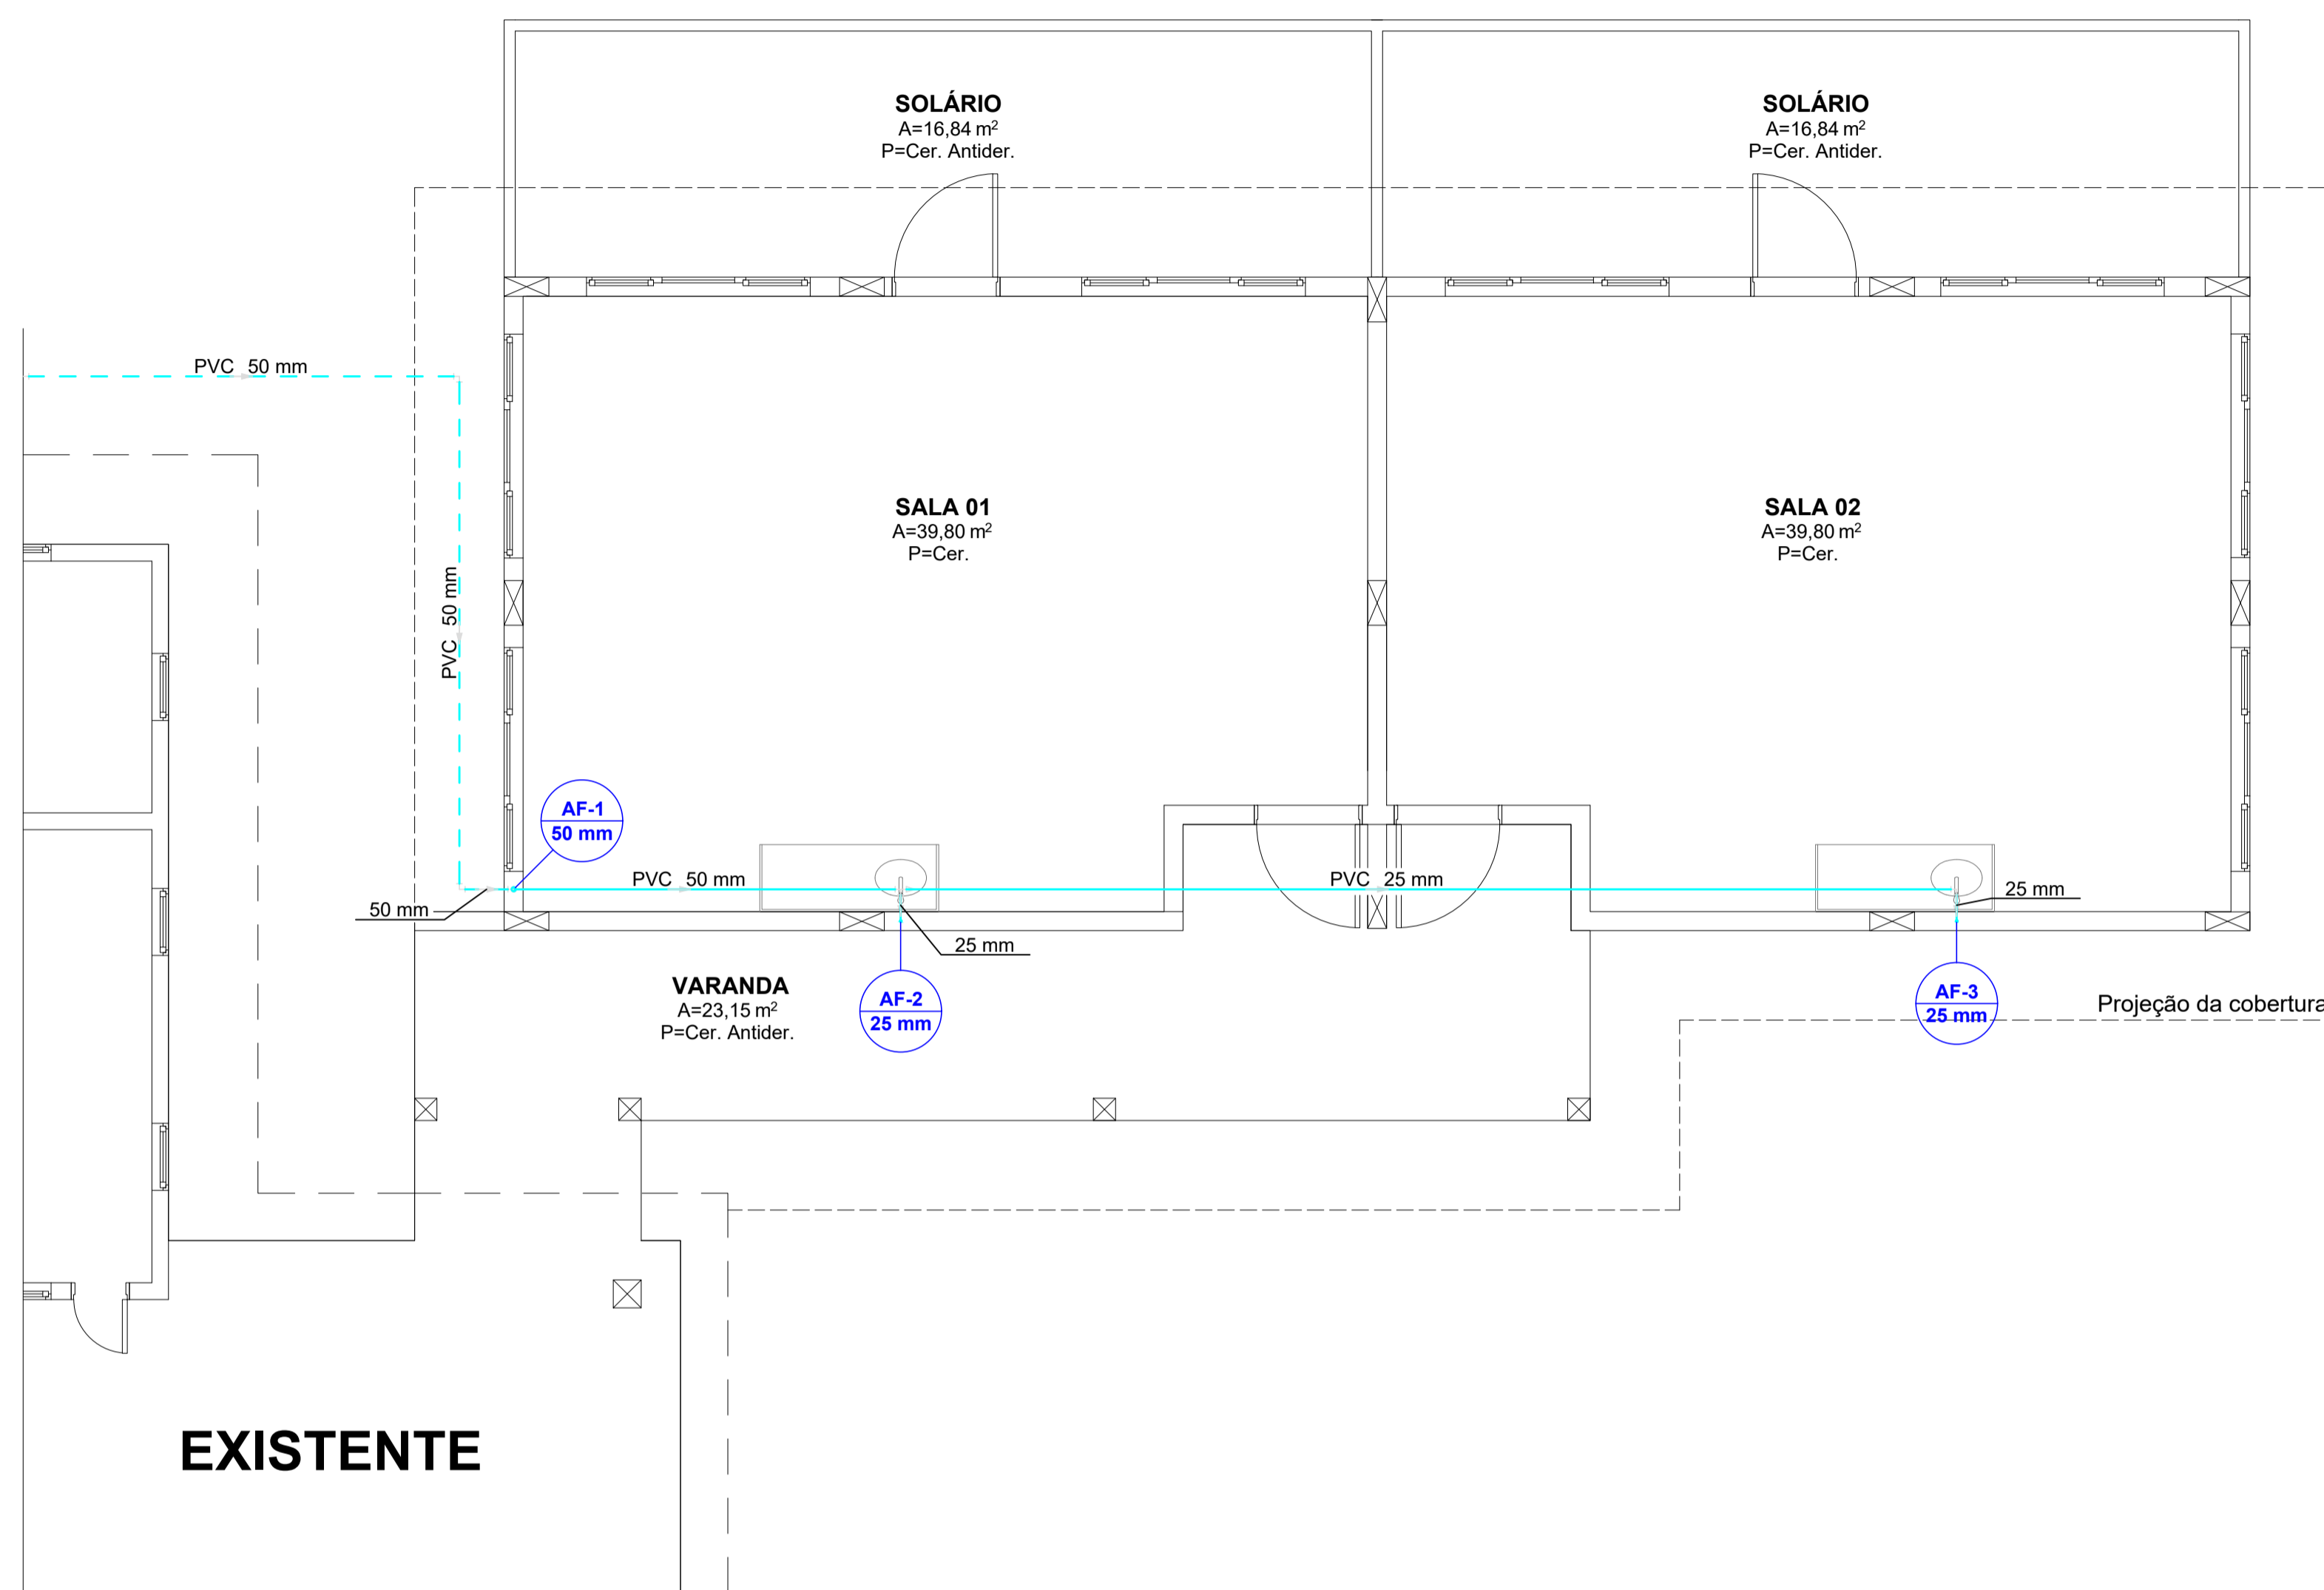 SOLÁRIO
A=16,84 m²
P=Cer. Antider.
SOLÁRIO
A=16,84 m²
P=Cer. Antider.
PVC 50 mm
PVC 50 mm
SALA 01
A=39,80 m²
P=Cer.
SALA 02
A=39,80 m²
P=Cer.
AF-1
50 mm
PVC 50 mm
PVC 25 mm
50 mm
25 mm
25 mm
VARANDA
A=23,15 m²
P=Cer. Antider.
AF-2
25 mm
AF-3
25 mm
Projeção da cobertura
EXISTENTE